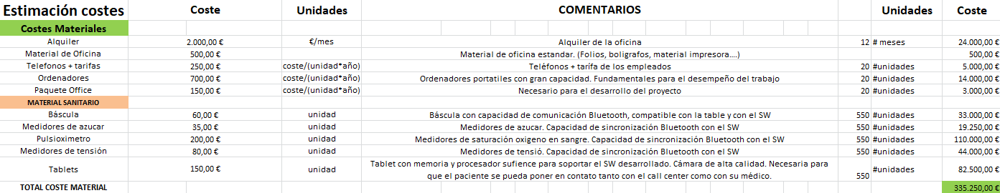 Estimación costes Coste Unidades COMENTARIOS Unidades Coste
Costes Materiales
Alquiler 2.000,00 € €/mes Alquiler de la oficina 12 # meses 24.000,00 €
Material de Oficina 500,00 € Material de oficina estandar. (Folios, boligrafos, material impresora....) 500,00 €
Telefonos + tarifas 250,00 € coste/(unidad*año) Teléfonos + tarífa de los empleados 20 #unidades 5.000,00 €
Ordenadores 700,00 € coste/(unidad*año) Ordenadores portatiles con gran capacidad. Fundamentales para el desempeño del trabajo 20 #unidades 14.000,00 €
Paquete Office 150,00 € coste/(unidad*año) Necesario para el desarrollo del proyecto 20 #unidades 3.000,00 €
MATERIAL SANITARIO
Báscula 60,00 € unidad Báscula con capacidad de comunicación Bluetooth, compatible con la table y con el SW 550 #unidades 33.000,00 €
Medidores de azucar 35,00 € unidad Medidores de azucar. Capacidad de sincronización Bluetooth con el SW 550 #unidades 19.250,00 €
Pulsioximetro 200,00 € unidad Medidores de saturación oxigeno en sangre. Capacidad de sincronización Bluetooth con el SW 550 #unidades 110.000,00 €
Medidores de tensión 80,00 € unidad Medidores de tensió. Capacidad de sincronización Bluetooth con el SW 550 #unidades 44.000,00 €
Tablets 150,00 € unidad Tablet con memoria y procesador sufience para soportar el SW desarrollado. Cámara de alta calidad. Necesaria para
que el paciente se pueda poner en contato tanto con el call center como con su médico. 550 #unidades 82.500,00 €
TOTAL COSTE MATERIAL 335.250,00 €